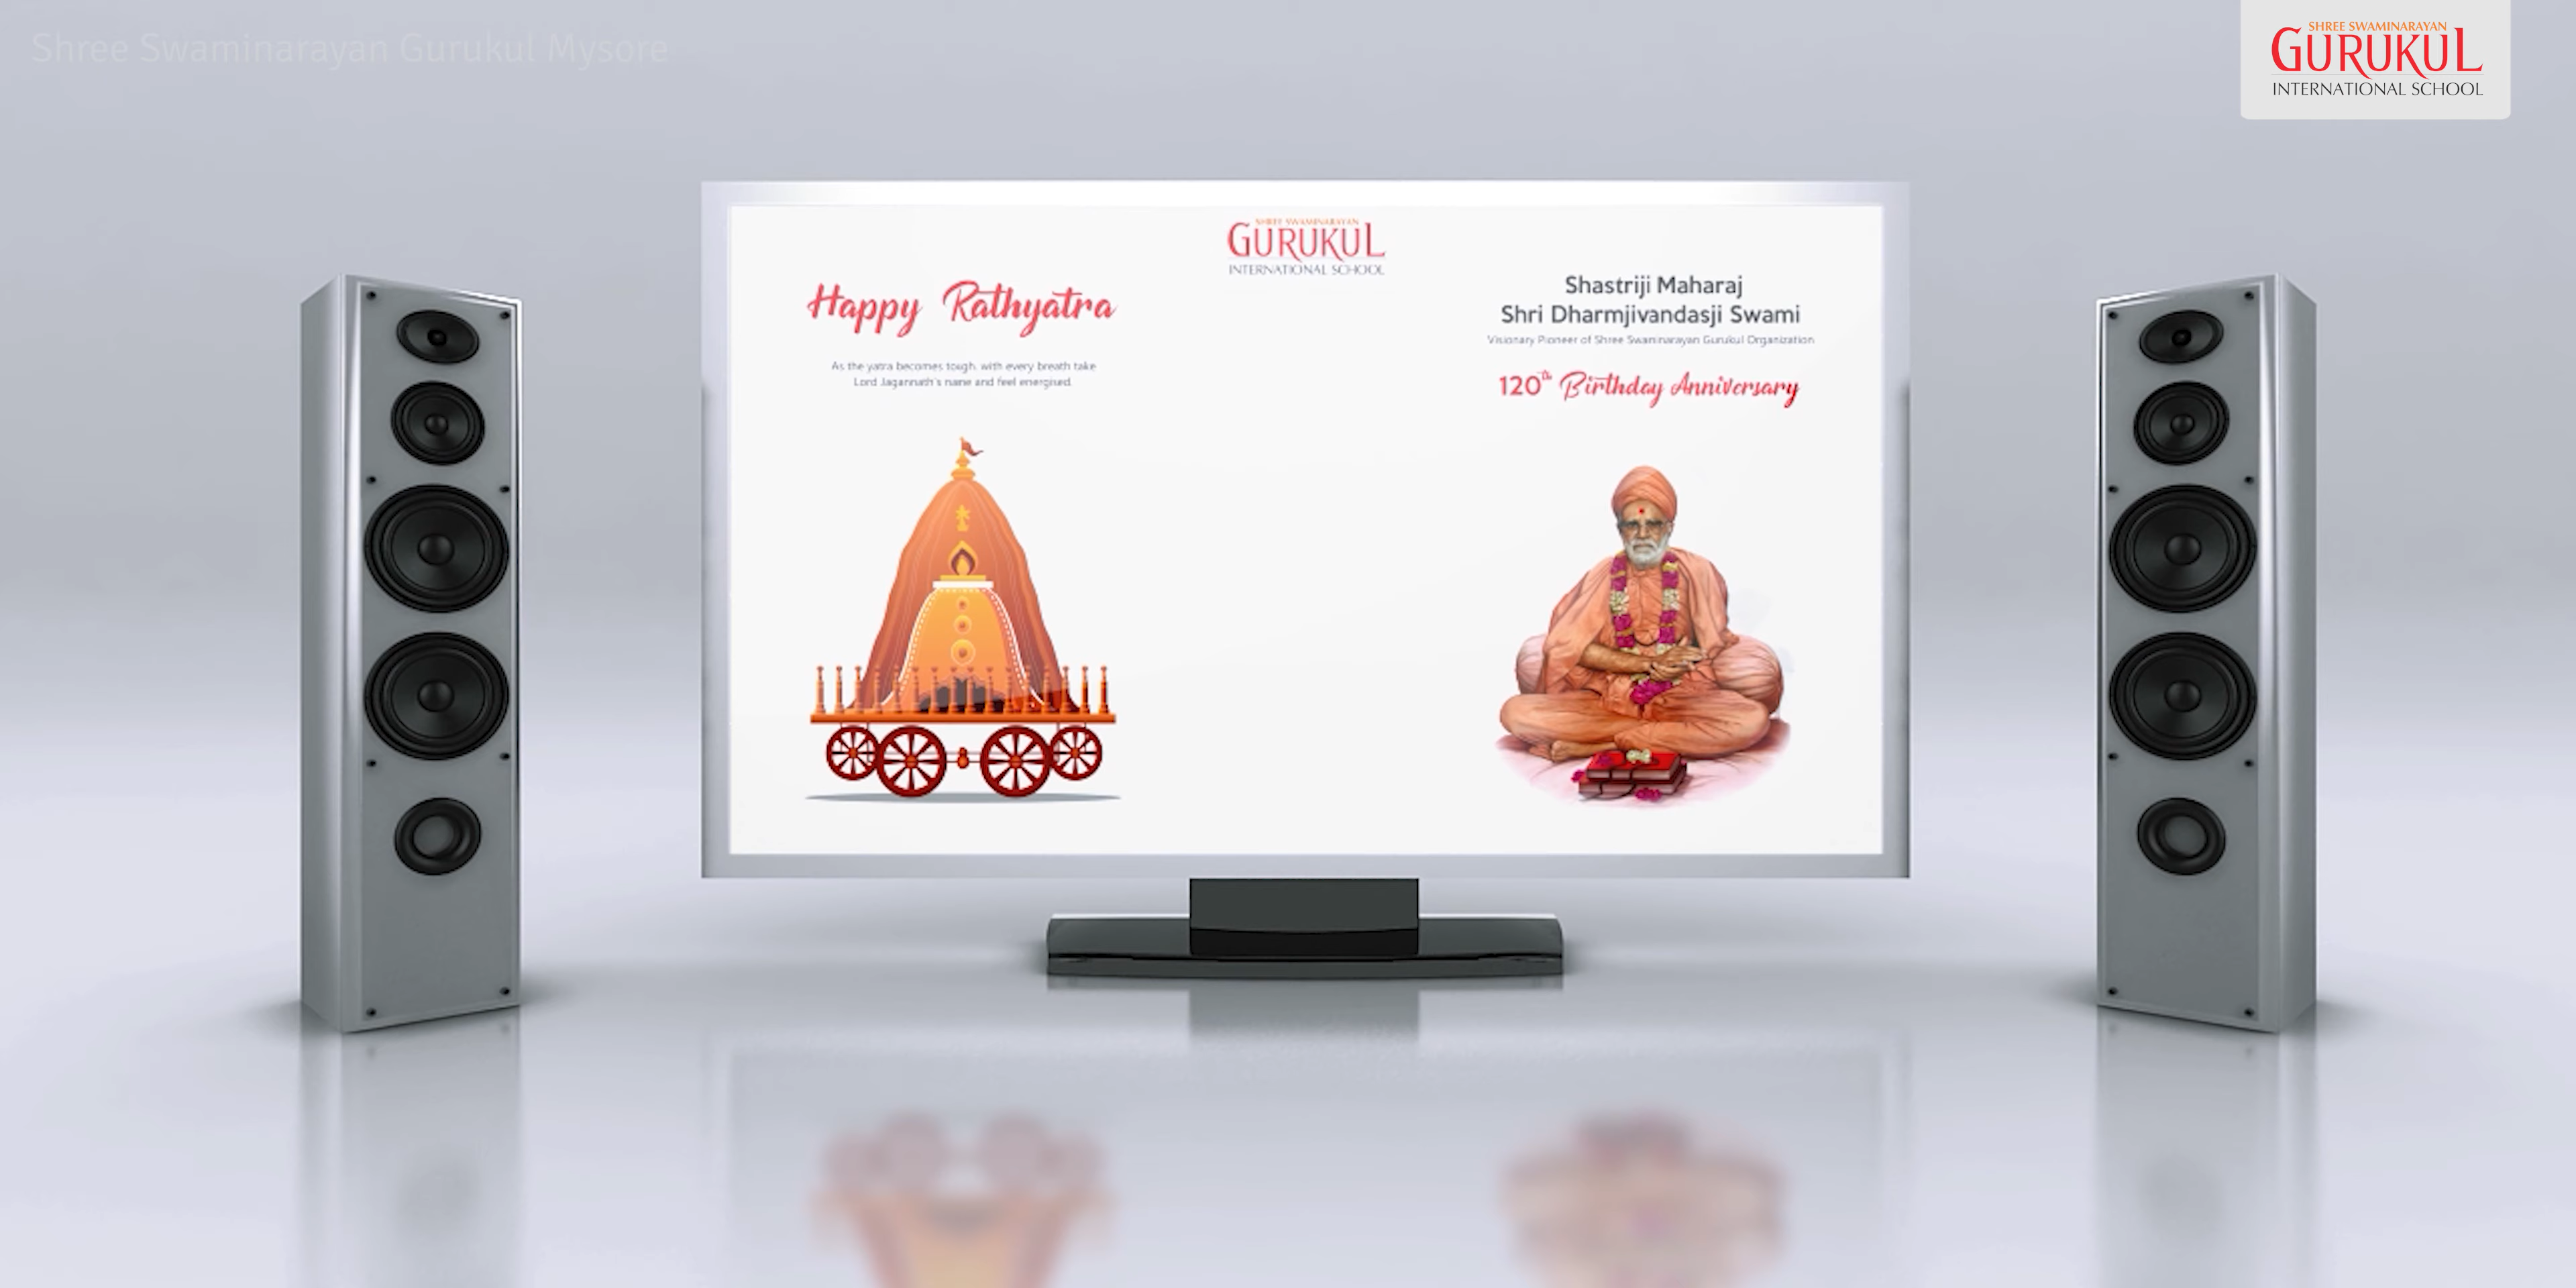 Shree Swaminarayan Gurukul Mysore
SHREE SWAMINARAYAN
GURUKUL
INTERNATIONAL SCHOOL
SHREE SWAMINARAYAN
GURUKUL
INTERNATIONAL SCHOOL
Happy Rathyatra
As the yatra becomes tough, with every breath take
Lord Jagannath's name and feel energised.
Shastriji Maharaj
Shri Dharmjivandasji Swami
Visionary Pioneer of Shree Swaminarayan Gurukul Organization
120th Birthday Anniversary